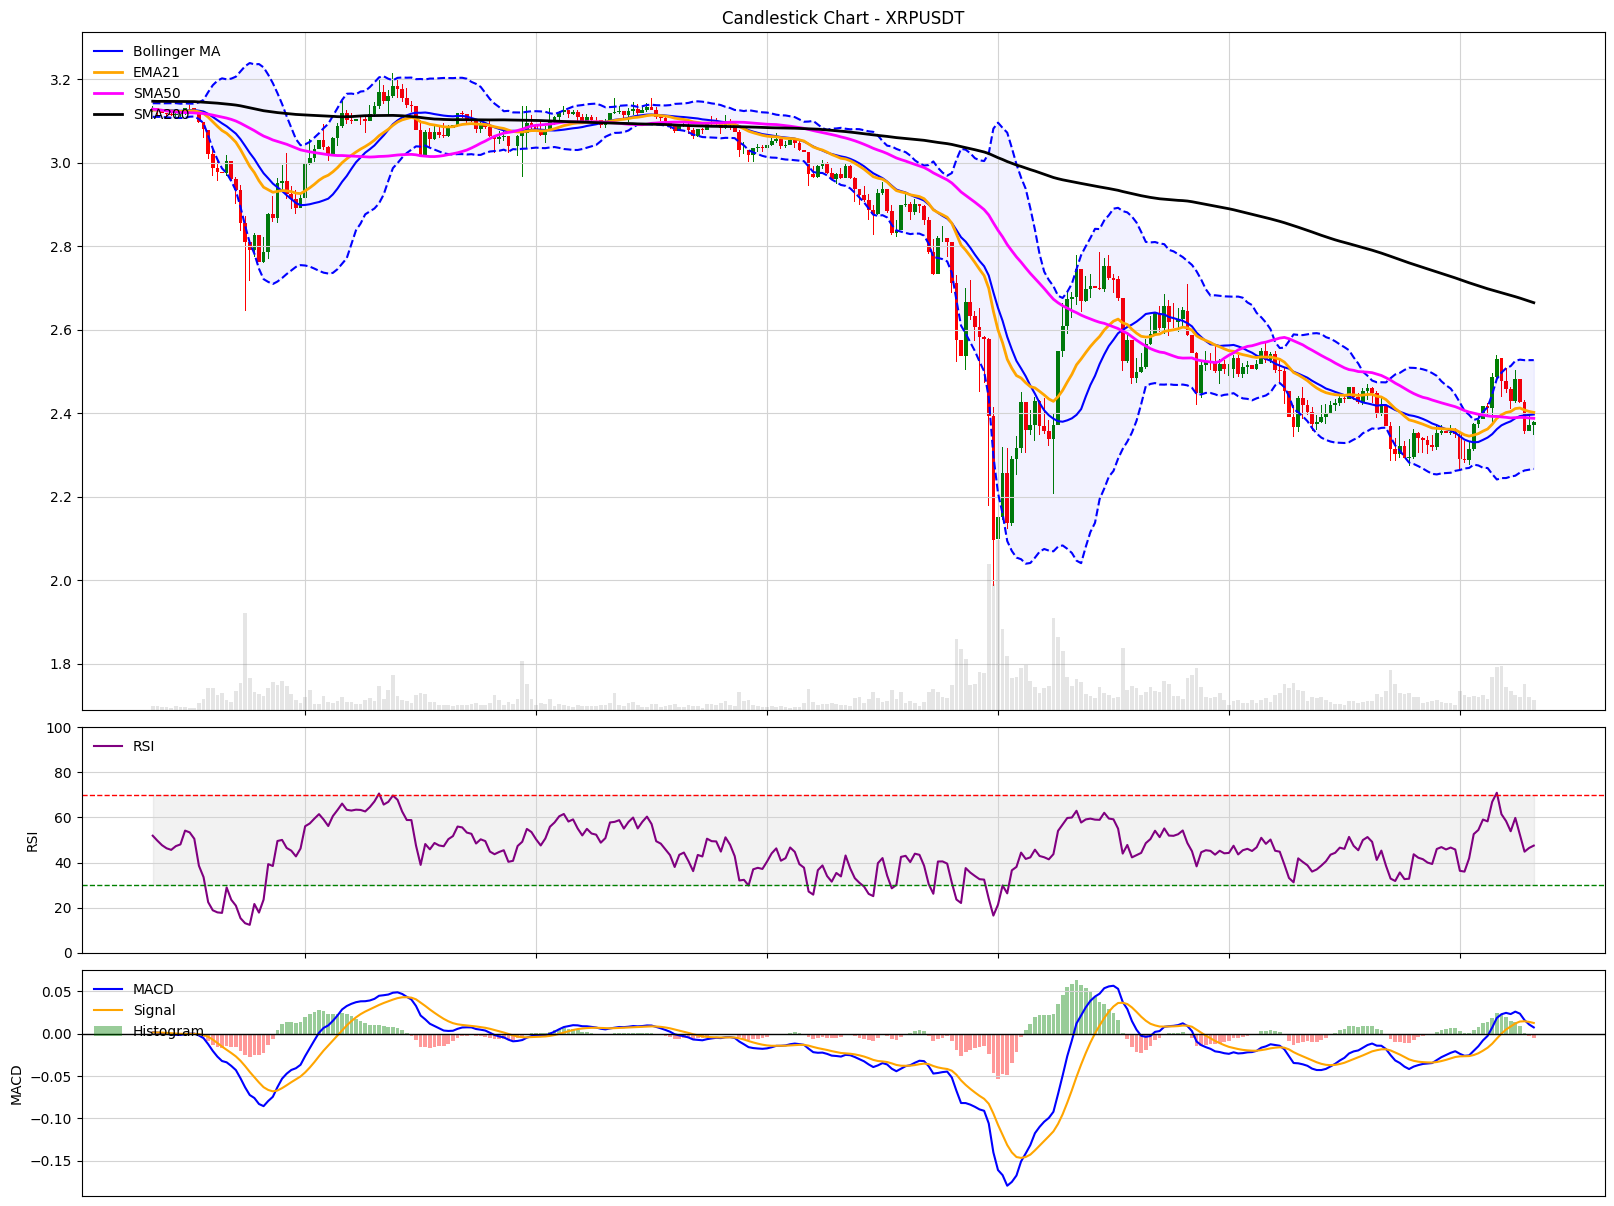 Candlestick Chart - XRPUSDT
Bollinger MA
EMA21
SMA50
SMA200
3.2
3.0
2.8
2.6
2.4
2.2
2.0
1.8
RSI
100
80
60
40
20
0
RSI
MACD
Signal
Histogram
0.05
0.00
−0.05
−0.10
−0.15
MACD